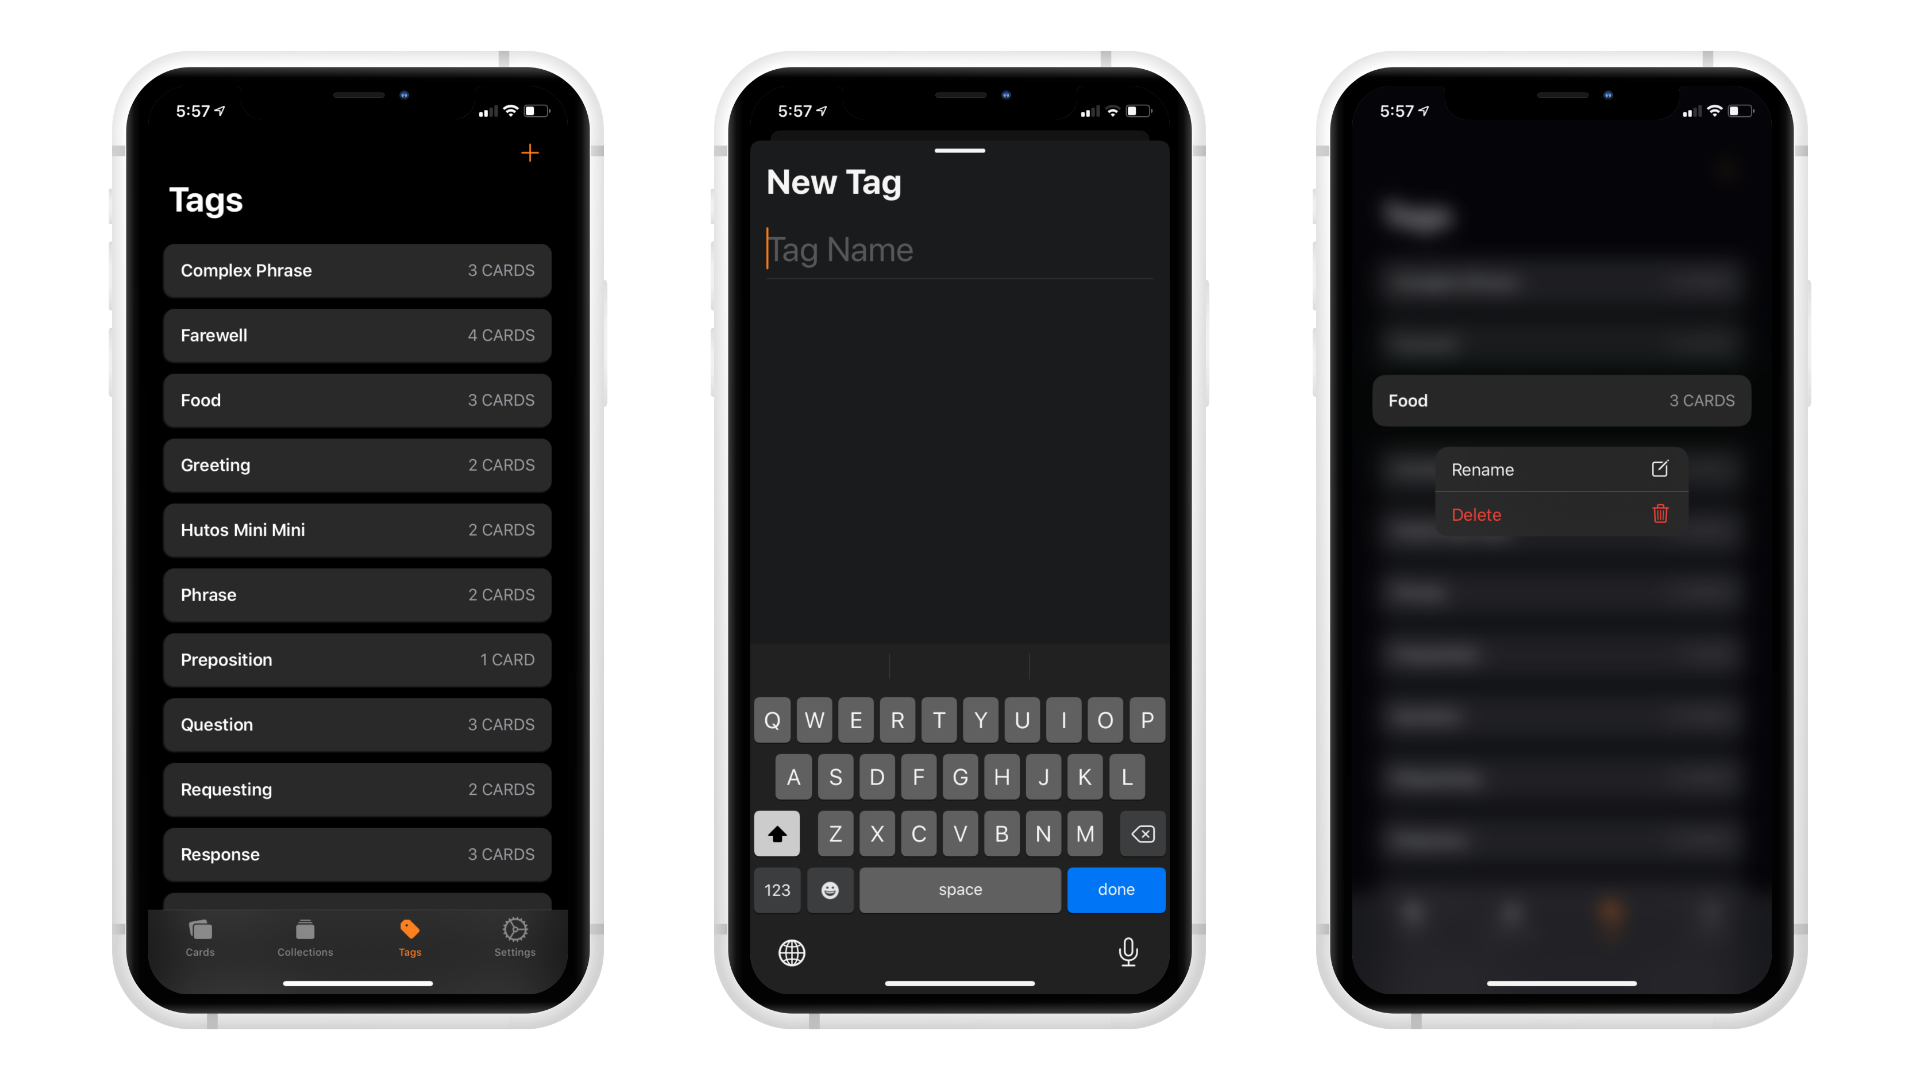 5:57
Tags
Complex Phrase 3 CARDS
Farewell 4 CARDS
Food 3 CARDS
Greeting 2 CARDS
Hutos Mini Mini 2 CARDS
Phrase 2 CARDS
Preposition 1 CARD
Question 3 CARDS
Requesting 2 CARDS
Response 3 CARDS
Cards Collections Tags Settings
5:57
New Tag
Tag Name
Q W E R T Y U I O P
A S D F G H J K L
Z X C V B N M
123 space done
5:57
Tags
Food 3 CARDS
Rename
Delete